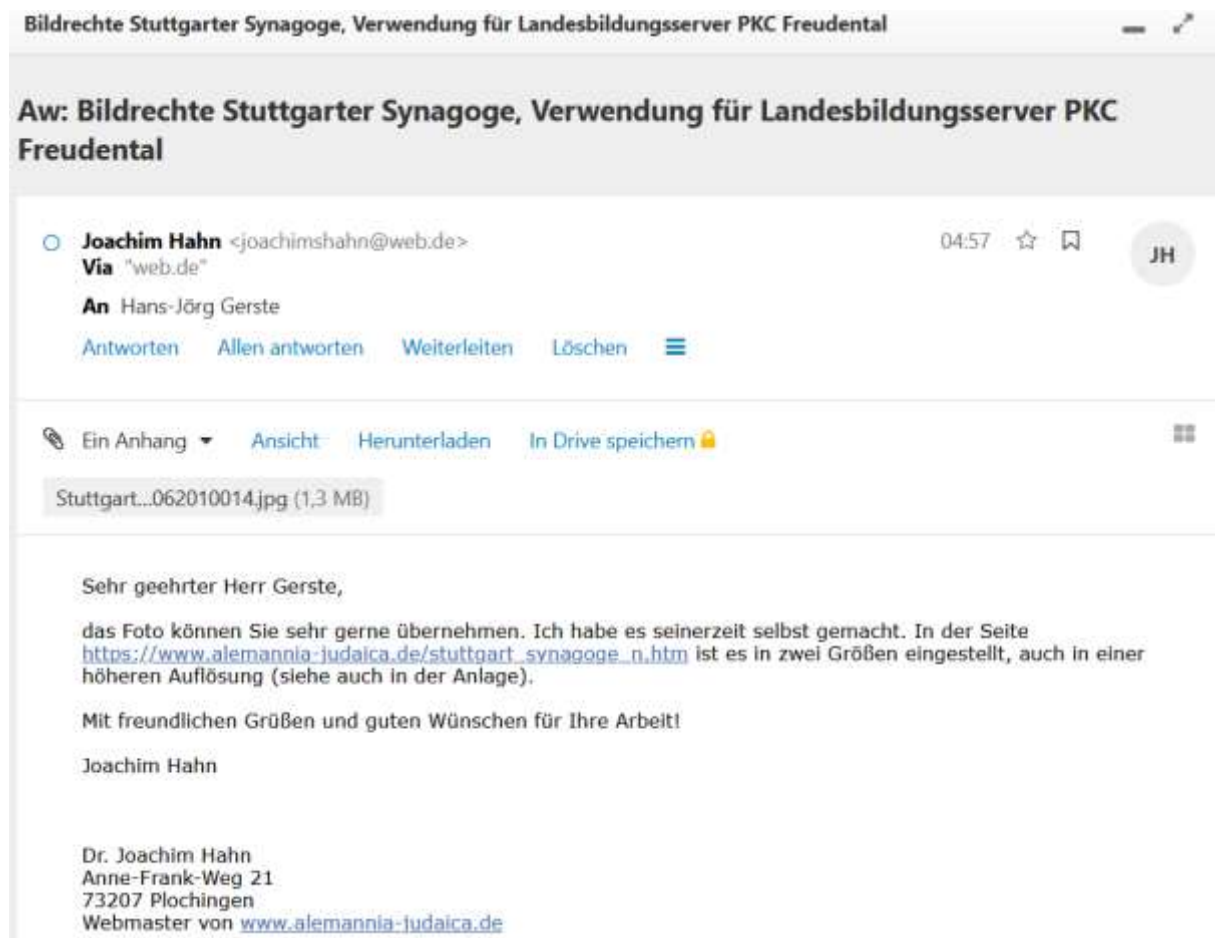 Bildrechte Stuttgarter Synagoge, Verwendung für Landesbildungsserver PKC Freudental
Aw: Bildrechte Stuttgarter Synagoge, Verwendung für Landesbildungsserver PKC
Freudental
Joachim Hahn <joachimshahn@web.de> 04:57
JH
Via "web.de"
An Hans-Jörg Gerste
Antworten Allen antworten Weiterleiten Löschen
Ein Anhang Ansicht Herunterladen In Drive speichern
Stuttgart...062010014.jpg (1,3 MB)
Sehr geehrter Herr Gerste,
das Foto können Sie sehr gerne übernehmen. Ich habe es seinerzeit selbst gemacht. In der Seite
https://www.alemannia-judaica.de/stuttgart_synagoge_n.htm ist es in zwei Größen eingestellt, auch in einer
höheren Auflösung (siehe auch in der Anlage).
Mit freundlichen Grüßen und guten Wünschen für Ihre Arbeit!
Joachim Hahn
Dr. Joachim Hahn
Anne-Frank-Weg 21
73207 Plochingen
Webmaster von www.alemannia-judaica.de